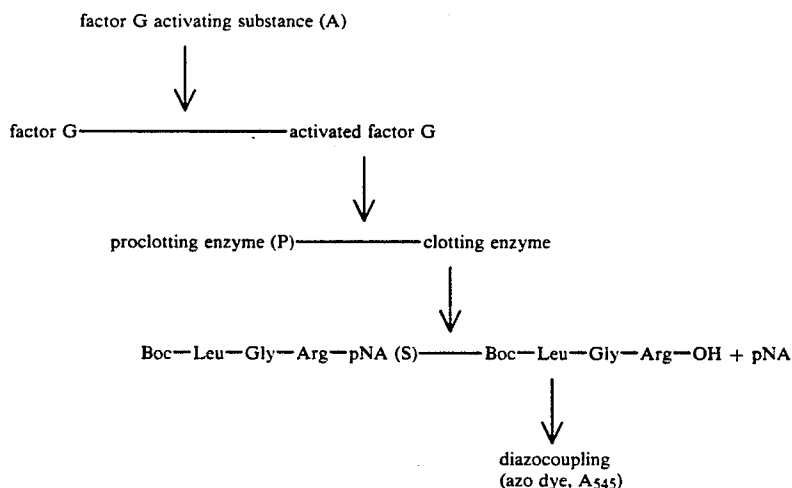 factor G activating substance (A)
factor G activated factor G
proclotting enzyme (P) clotting enzyme
Boc—Leu—Gly—Arg—pNA (S) Boc—Leu—Gly—Arg—OH + pNA
diazocoupling
(azo dye, A545)